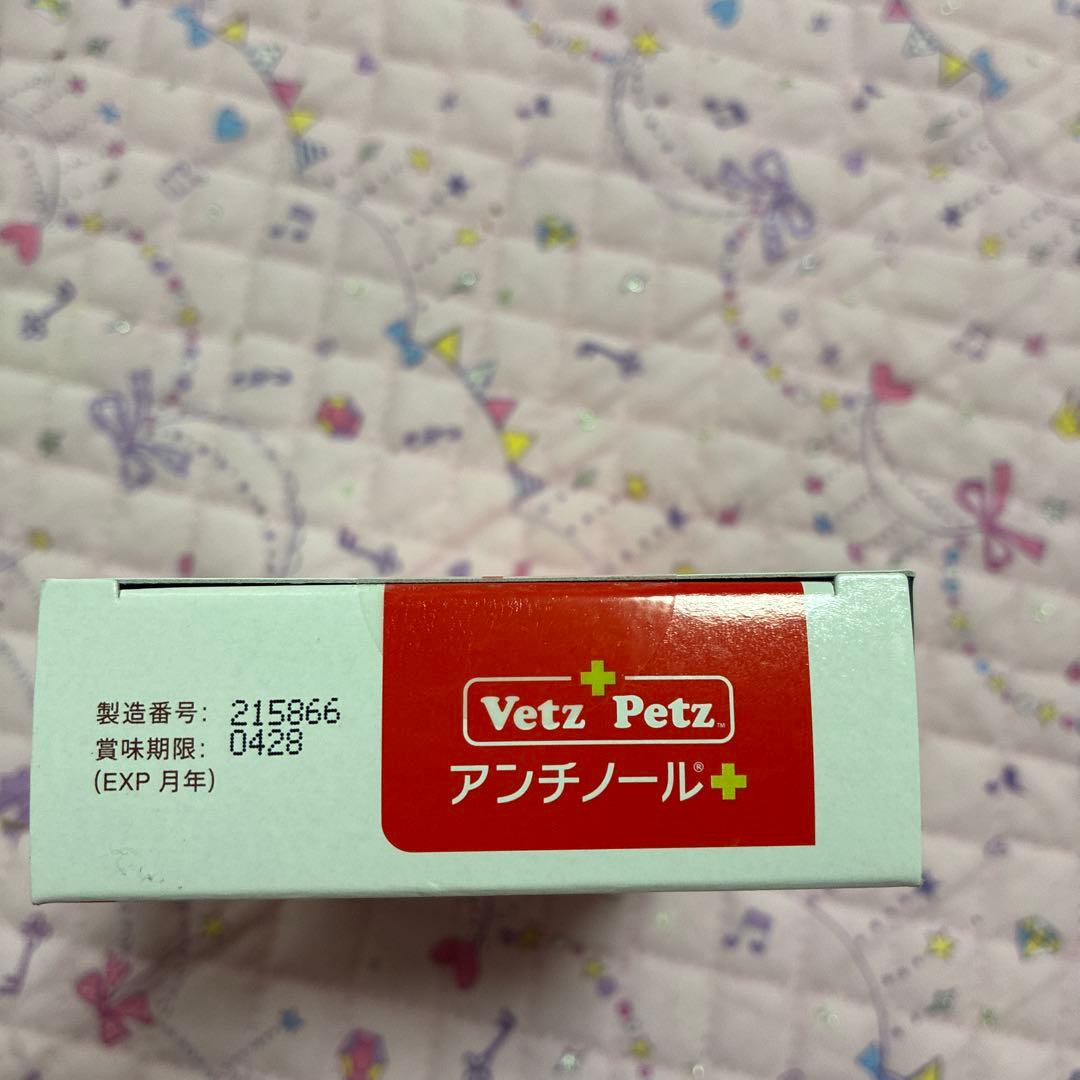 製造番号: 215866
賞味期限: 0428
(EXP 月年)
Vetz Petz™
アンチノール®+